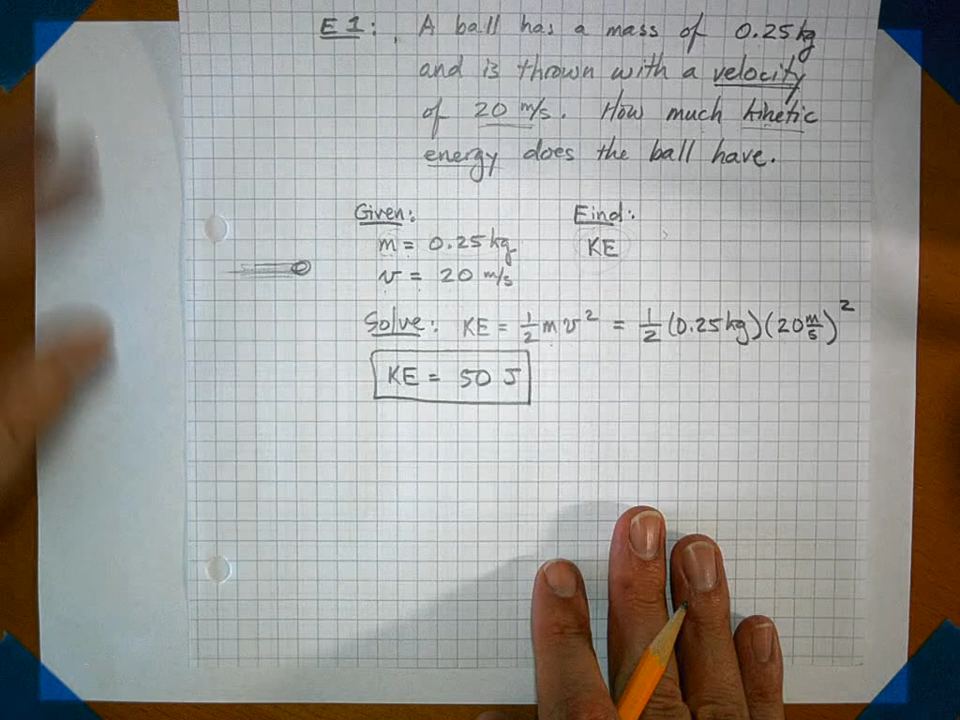 E1: A ball has a mass of 0.25 kg
and is thrown with a velocity
of 20 m/s. How much kinetic
energy does the ball have.
Given: Find:
m = 0.25 kg KE
v = 20 m/s
Solve: KE = ½ m v² = ½ (0.25 kg)(20 m/s)²
KE = 50 J